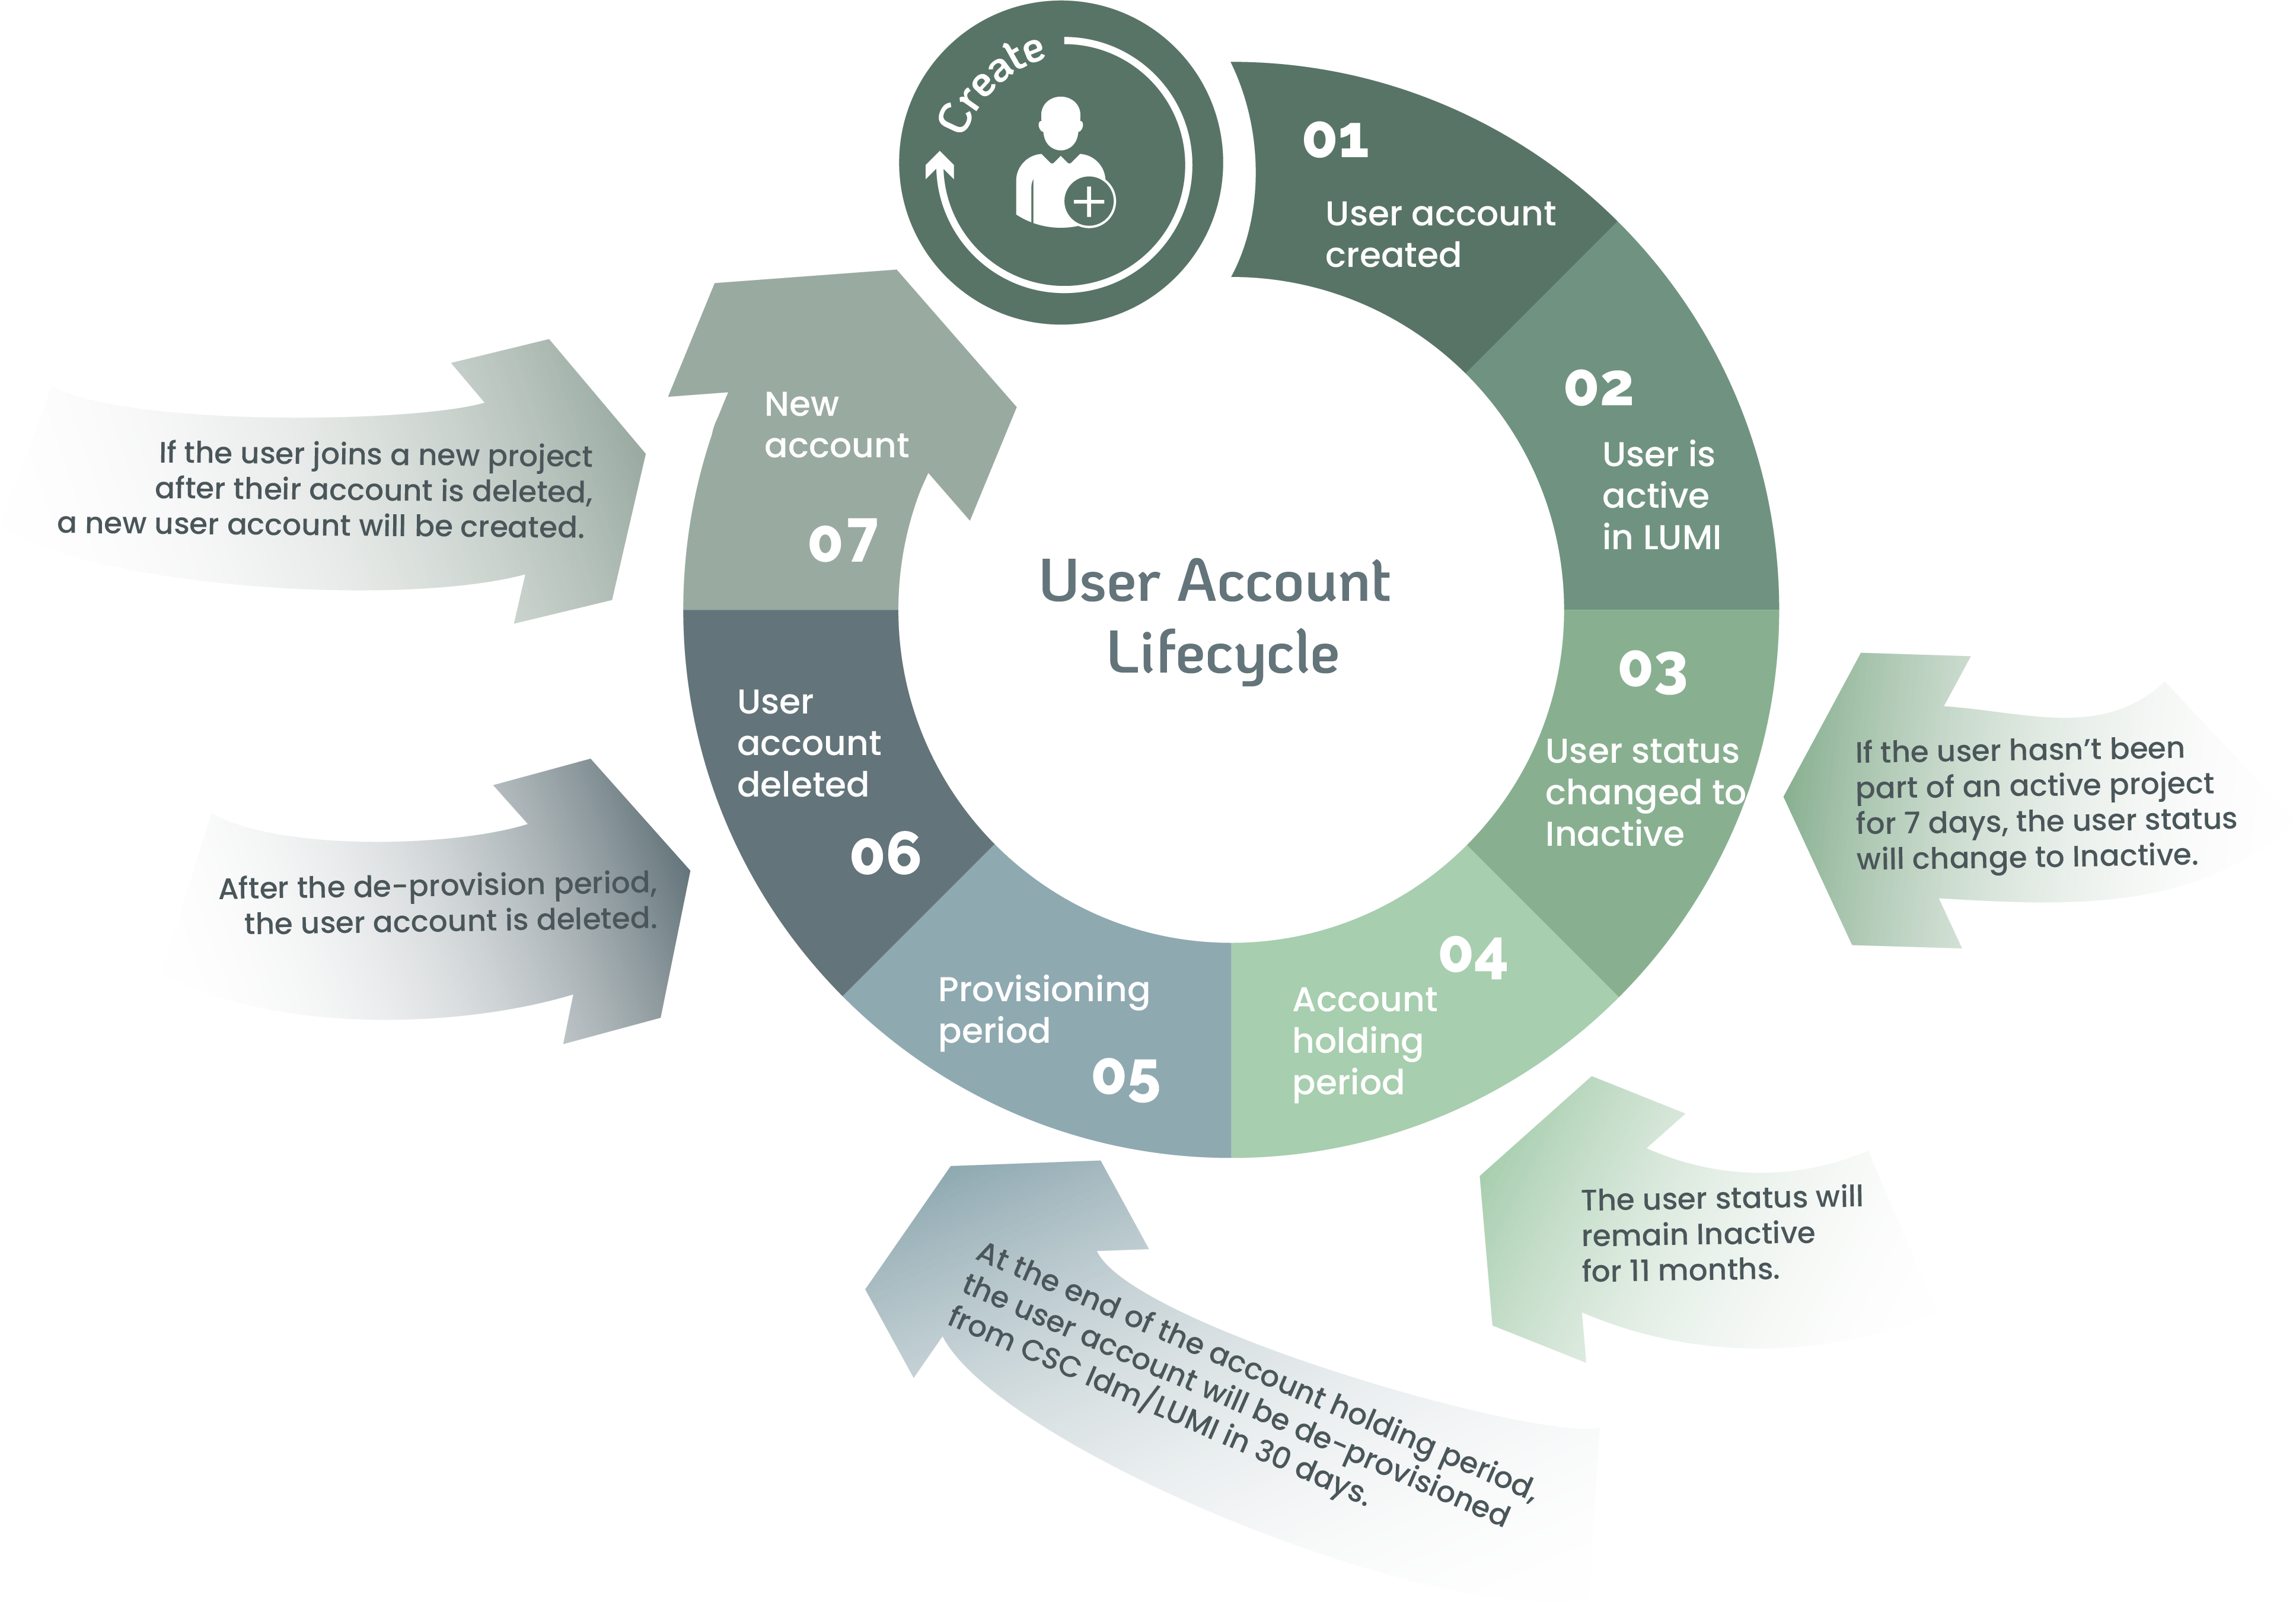 Create
01
User account
created
02
User is
active
in LUMI
03
User status
changed to
Inactive
If the user hasn't been
part of an active project
for 7 days, the user status
will change to Inactive.
04
Account
holding
period
The user status will
remain Inactive
for 11 months.
Provisioning
period
05
At the end of the account holding period,
the user account will be de-provisioned
from CSC Idm/LUMI in 30 days.
User
account
deleted
06
After the de-provision period,
the user account is deleted.
New
account
07
If the user joins a new project
after their account is deleted,
a new user account will be created.
User Account
Lifecycle